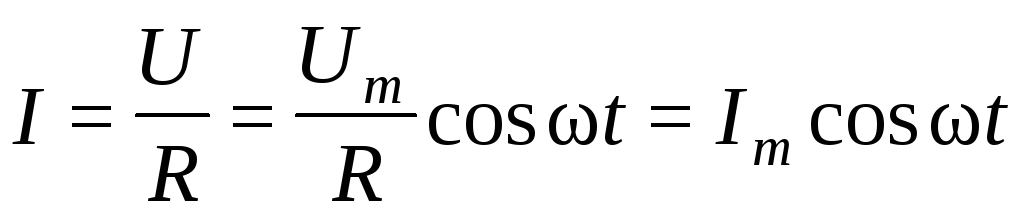 I = U/R = U_m/R cos ωt = I_m cos ωt